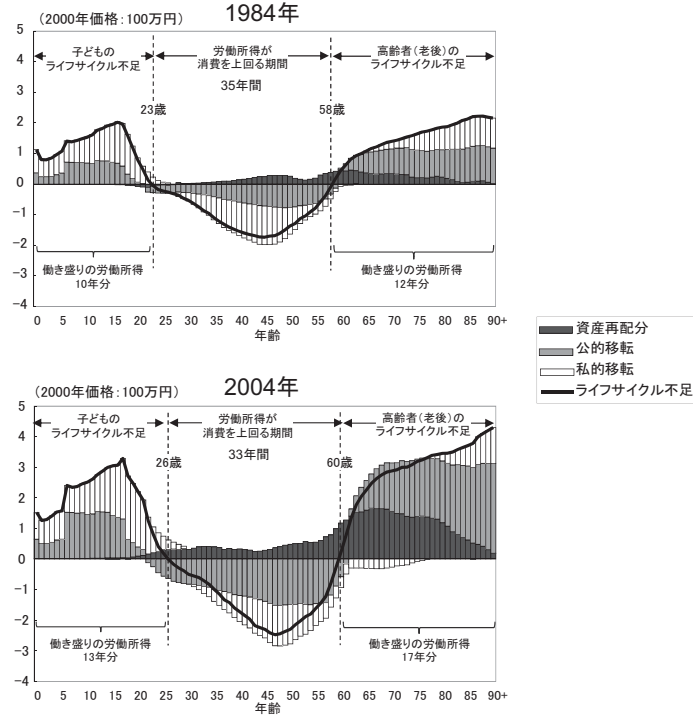 1984年
(2000年価格:100万円)
子どもの
ライフサイクル不足
労働所得が
消費を上回る期間
35年間
高齢者(老後)の
ライフサイクル不足
23歳
58歳
5
4
3
2
1
0
-1
-2
-3
-4
働き盛りの労働所得
10年分
働き盛りの労働所得
12年分
0 5 10 15 20 25 30 35 40 45 50 55 60 65 70 75 80 85 90+
年齢
資産再配分
公的移転
私的移転
ライフサイクル不足
2004年
(2000年価格:100万円)
子どもの
ライフサイクル不足
労働所得が
消費を上回る期間
33年間
高齢者(老後)の
ライフサイクル不足
26歳
60歳
5
4
3
2
1
0
-1
-2
-3
-4
働き盛りの労働所得
13年分
働き盛りの労働所得
17年分
0 5 10 15 20 25 30 35 40 45 50 55 60 65 70 75 80 85 90+
年齢